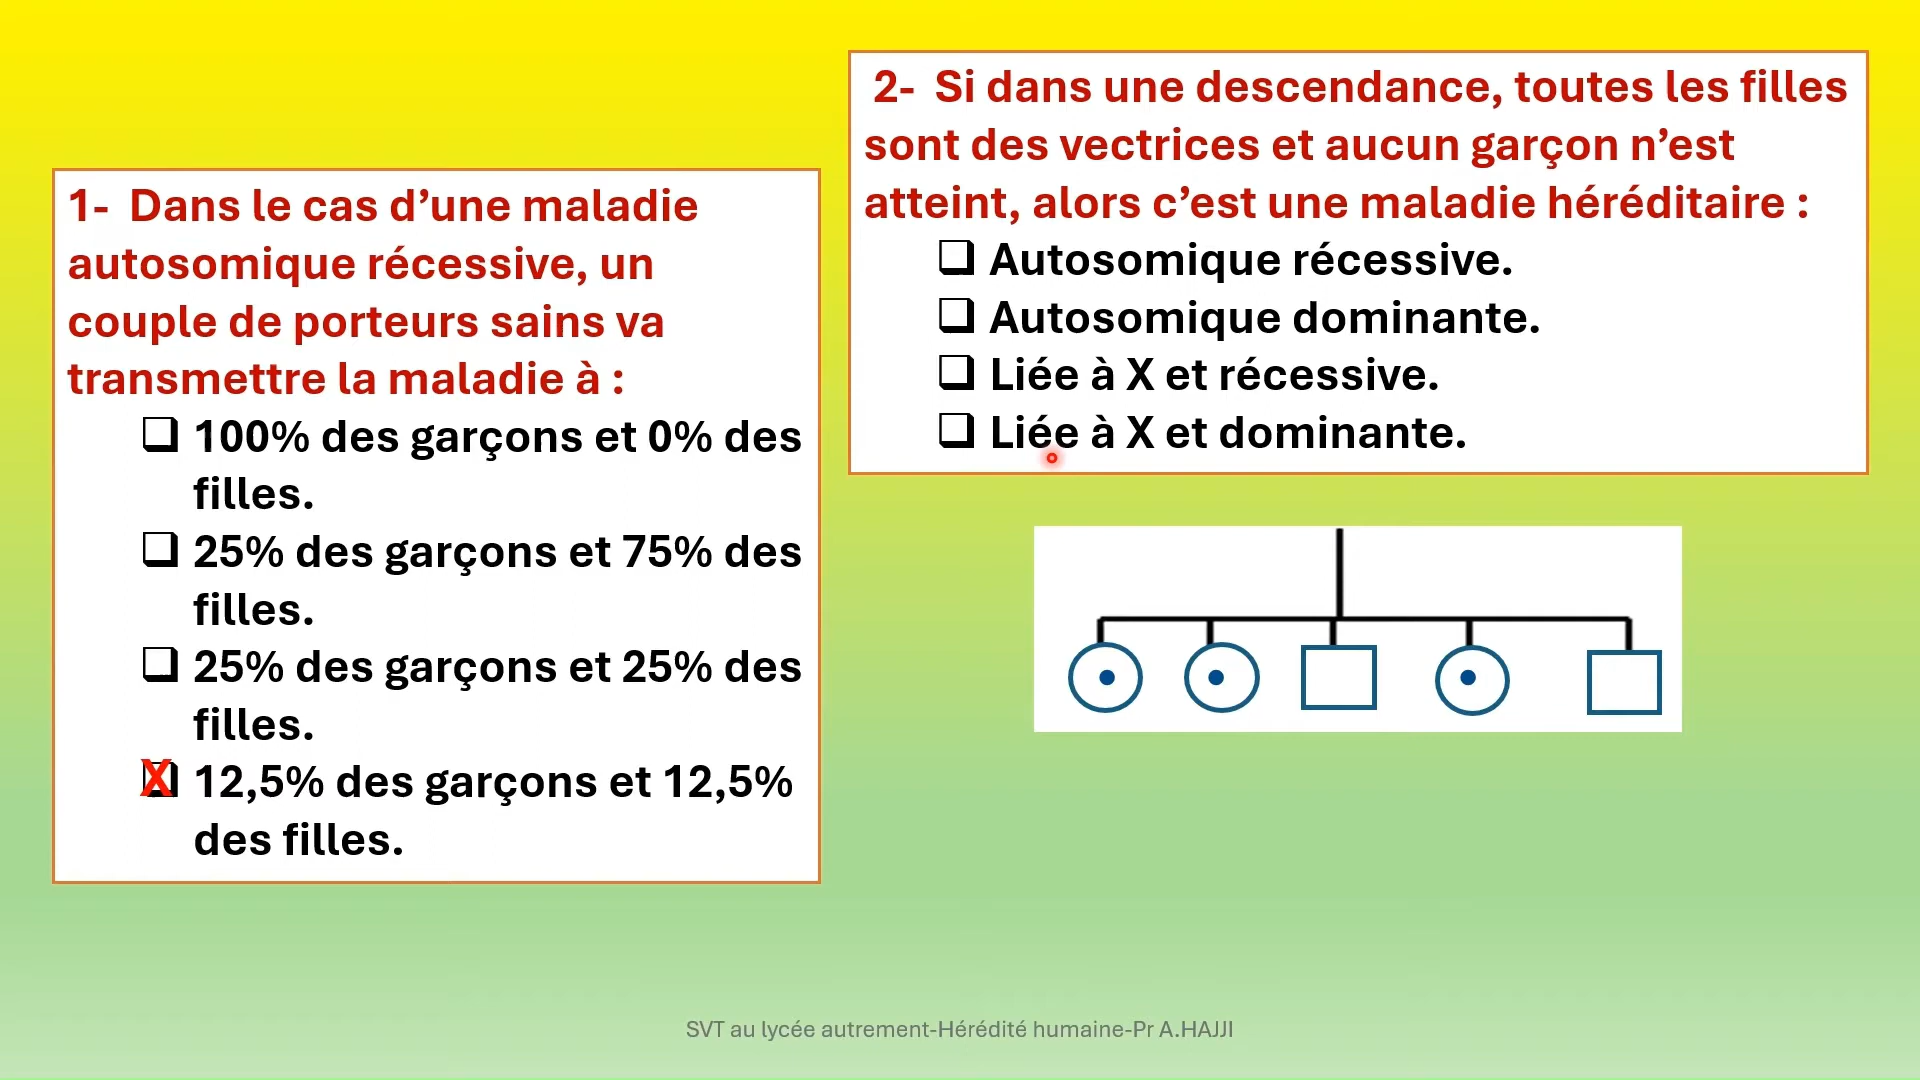 1- Dans le cas d’une maladie
autosomique récessive, un
couple de porteurs sains va
transmettre la maladie à :
100% des garçons et 0% des
filles.
25% des garçons et 75% des
filles.
25% des garçons et 25% des
filles.
X 12,5% des garçons et 12,5%
des filles.
2- Si dans une descendance, toutes les filles
sont des vectrices et aucun garçon n’est
atteint, alors c’est une maladie héréditaire :
Autosomique récessive.
Autosomique dominante.
Liée à X et récessive.
Liée à X et dominante.
SVT au lycée autrement-Hérédité humaine-Pr A.HAJJI